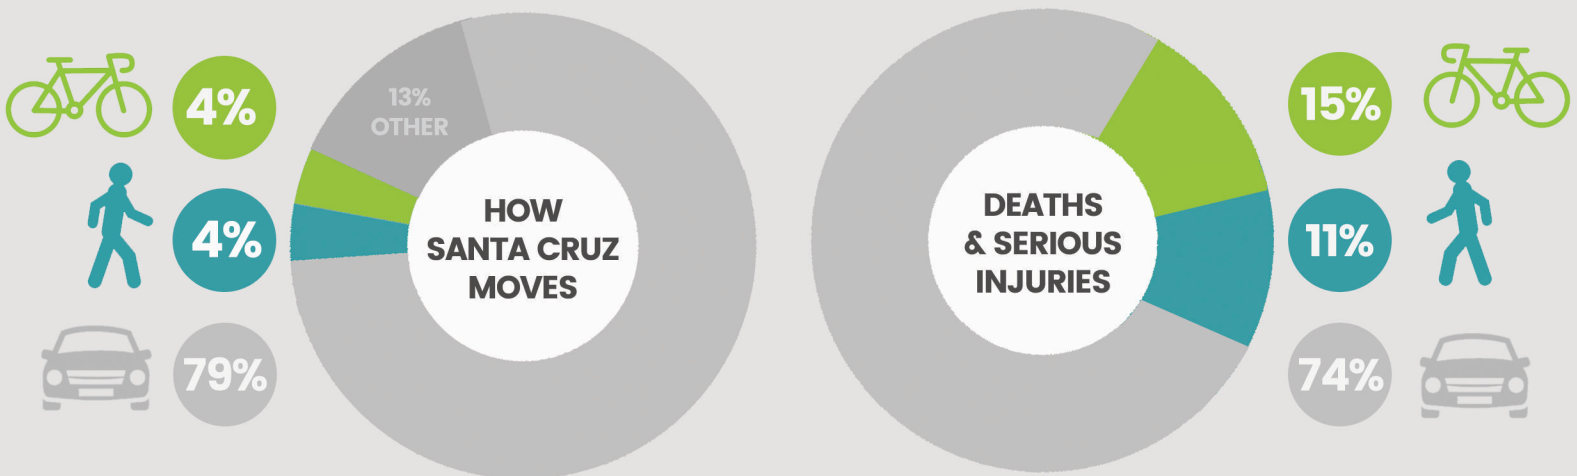 4%
4%
79%
13%
OTHER
HOW
SANTA CRUZ
MOVES
DEATHS
& SERIOUS
INJURIES
15%
11%
74%